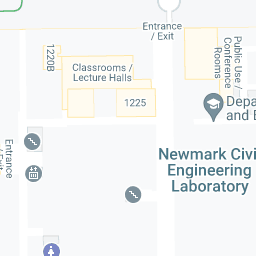 Entrance
/ Exit
1220B
Classrooms /
Lecture Halls
1225
Public Use /
Conference
Rooms
Depa
and E
Newmark Civi
Engineering
Laboratory
Entrance
/ Exit